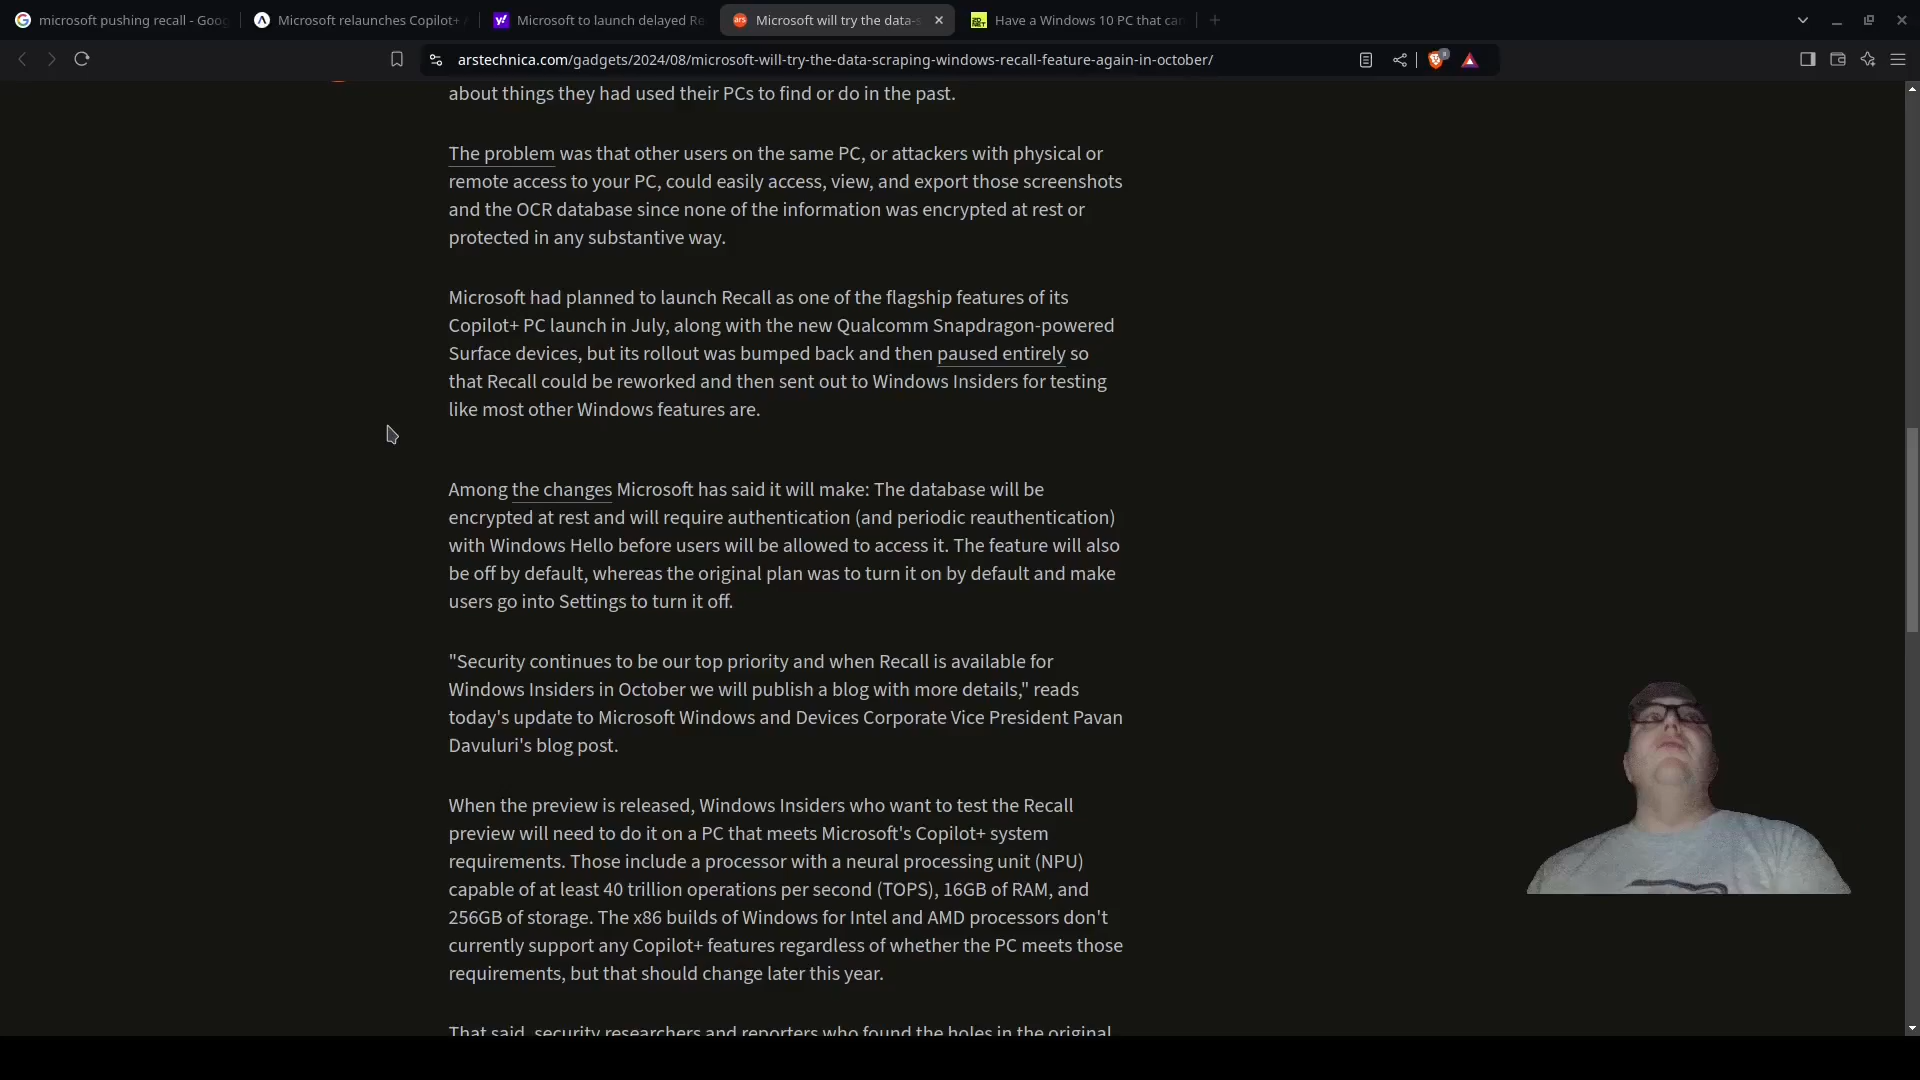 microsoft pushing recall - Goog
Microsoft relaunches Copilot+
Microsoft to launch delayed Re
Microsoft will try the data-s
Have a Windows 10 PC that can
arstechnica.com/gadgets/2024/08/microsoft-will-try-the-data-scraping-windows-recall-feature-again-in-october/
about things they had used their PCs to find or do in the past.
The problem was that other users on the same PC, or attackers with physical or
remote access to your PC, could easily access, view, and export those screenshots
and the OCR database since none of the information was encrypted at rest or
protected in any substantive way.
Microsoft had planned to launch Recall as one of the flagship features of its
Copilot+ PC launch in July, along with the new Qualcomm Snapdragon-powered
Surface devices, but its rollout was bumped back and then paused entirely so
that Recall could be reworked and then sent out to Windows Insiders for testing
like most other Windows features are.
Among the changes Microsoft has said it will make: The database will be
encrypted at rest and will require authentication (and periodic reauthentication)
with Windows Hello before users will be allowed to access it. The feature will also
be off by default, whereas the original plan was to turn it on by default and make
users go into Settings to turn it off.
"Security continues to be our top priority and when Recall is available for
Windows Insiders in October we will publish a blog with more details," reads
today's update to Microsoft Windows and Devices Corporate Vice President Pavan
Davuluri's blog post.
When the preview is released, Windows Insiders who want to test the Recall
preview will need to do it on a PC that meets Microsoft's Copilot+ system
requirements. Those include a processor with a neural processing unit (NPU)
capable of at least 40 trillion operations per second (TOPS), 16GB of RAM, and
256GB of storage. The x86 builds of Windows for Intel and AMD processors don't
currently support any Copilot+ features regardless of whether the PC meets those
requirements, but that should change later this year.
That said, security researchers and reporters who found the holes in the original